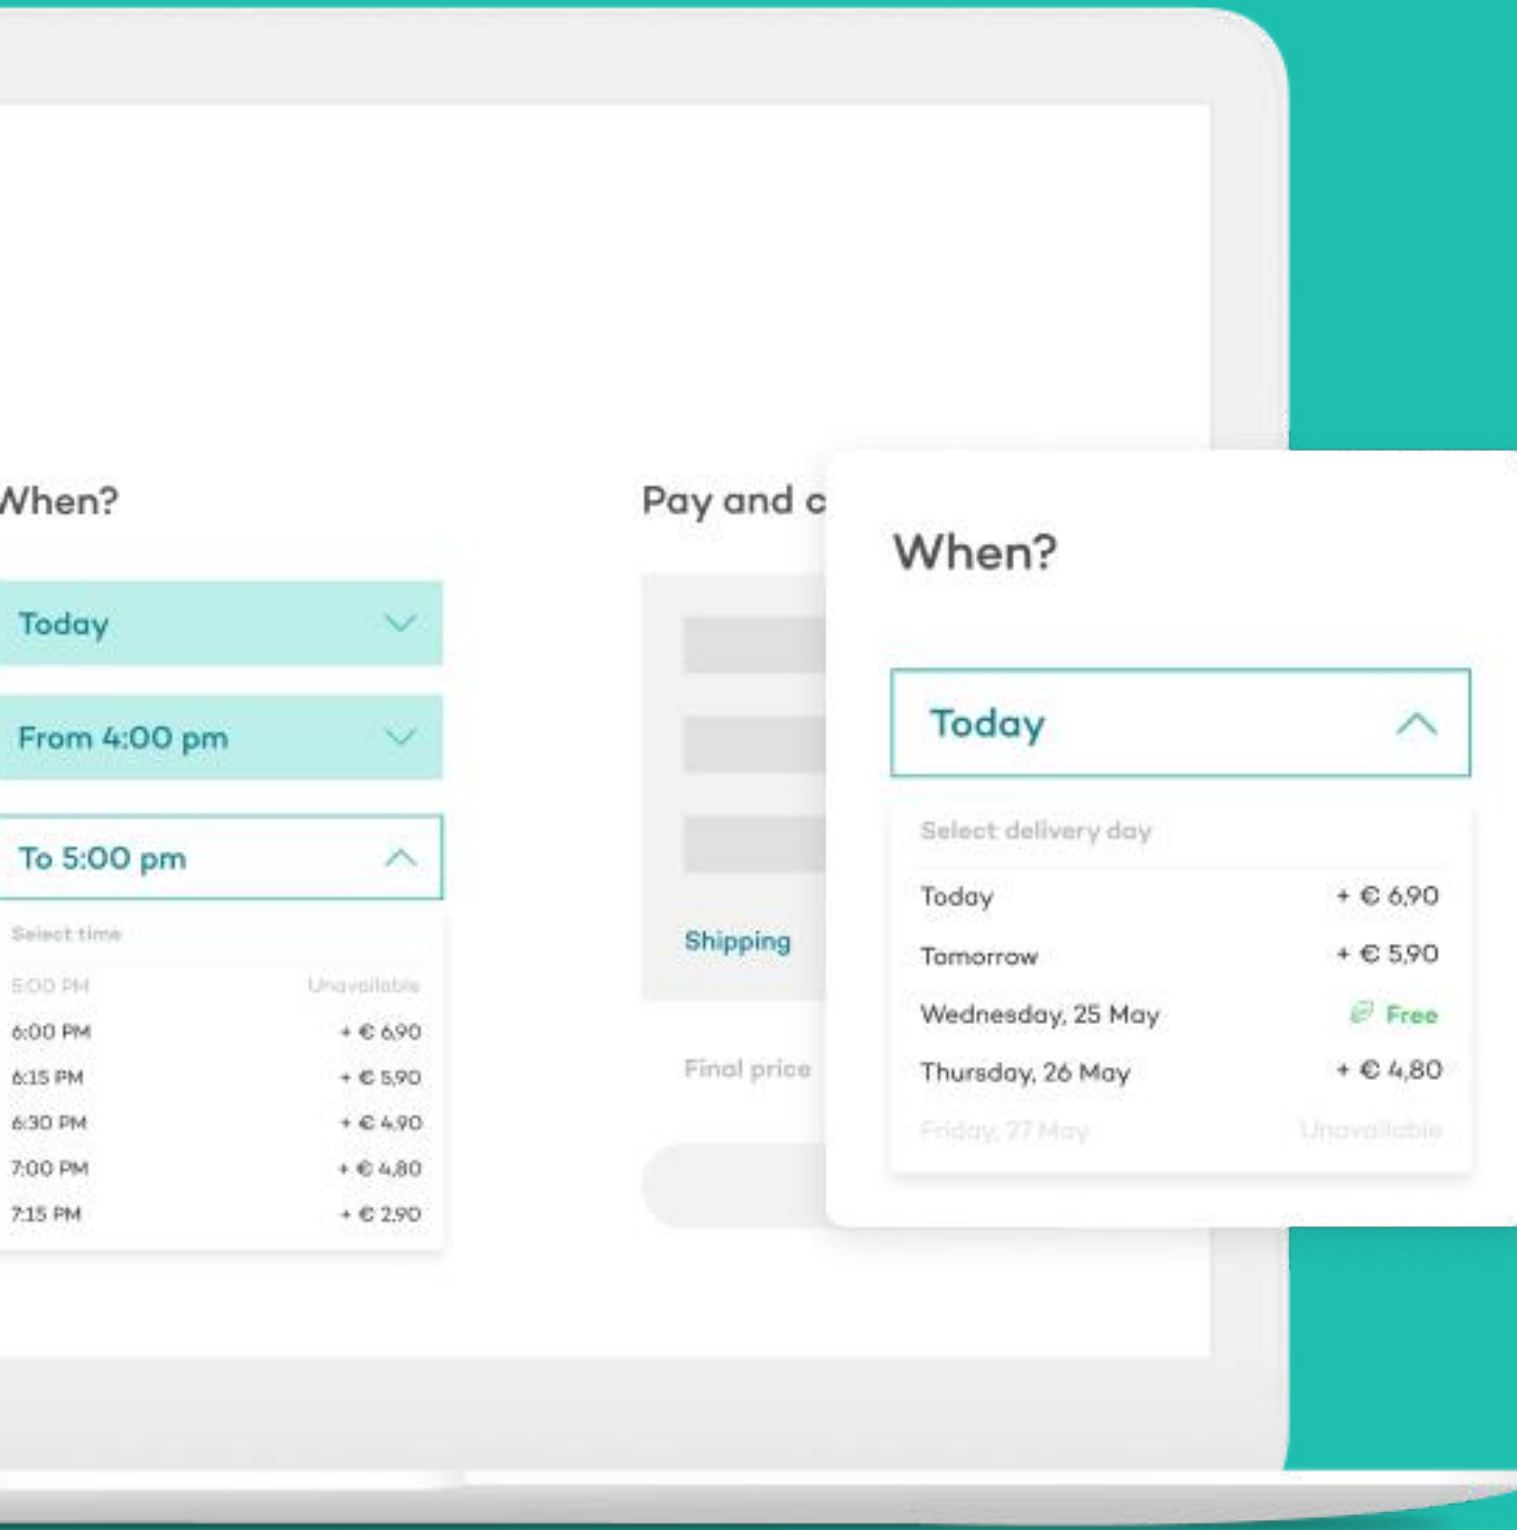 When?
Today
From 4:00 pm
To 5:00 pm
Select time
5:00 PM Unavailable
6:00 PM + € 6,90
6:15 PM + € 5,90
6:30 PM + € 4,90
7:00 PM + € 4,80
7:15 PM + € 2,90
Pay and c
Shipping
Final price
When?
Today
Select delivery day
Today + € 6,90
Tomorrow + € 5,90
Wednesday, 25 May Free
Thursday, 26 May + € 4,80
Friday, 27 May Unavailable